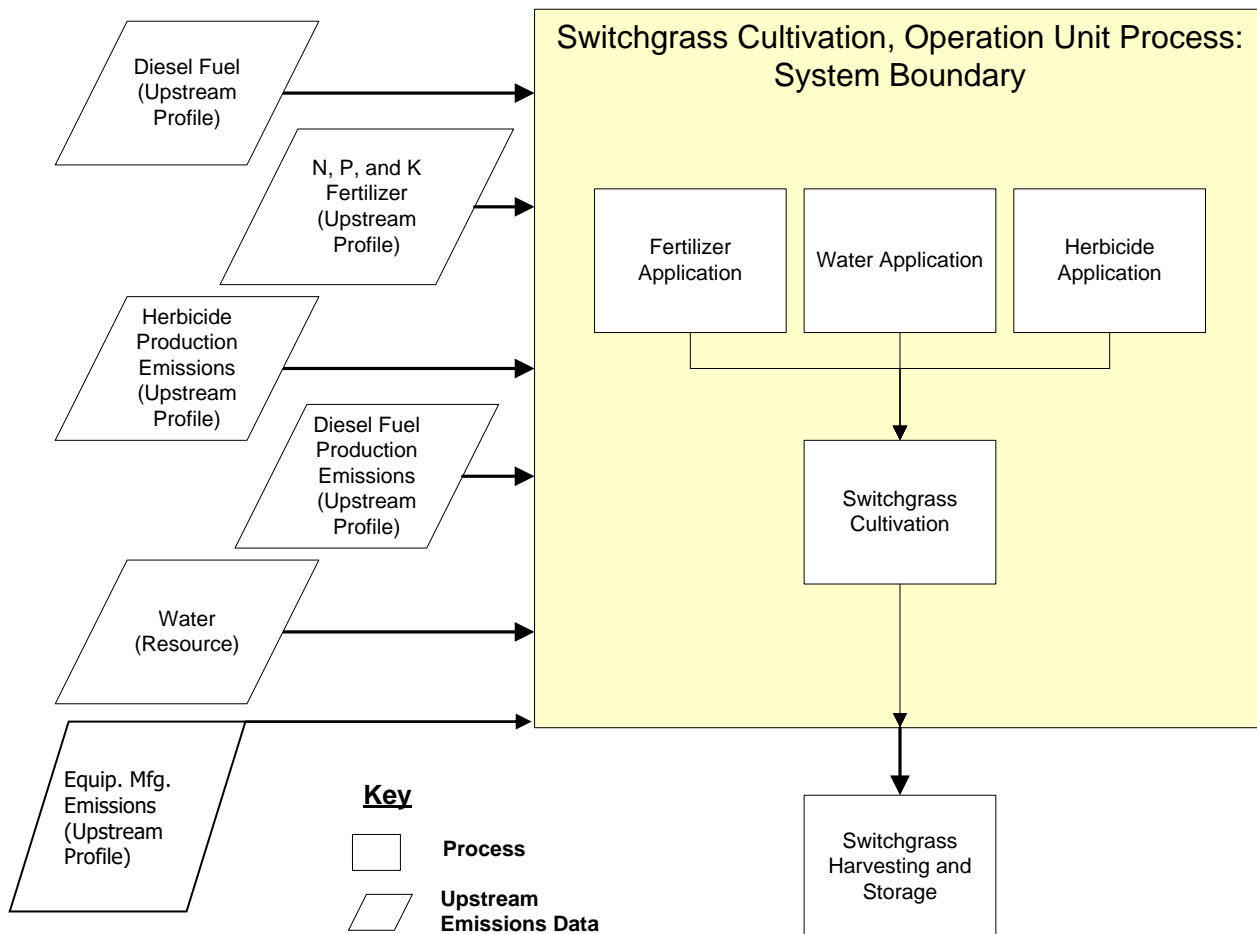 Switchgrass Cultivation, Operation Unit Process:
System Boundary
Diesel Fuel
(Upstream
Profile)
N, P, and K
Fertilizer
(Upstream
Profile)
Herbicide
Production
Emissions
(Upstream
Profile)
Diesel Fuel
Production
Emissions
(Upstream
Profile)
Water
(Resource)
Equip. Mfg.
Emissions
(Upstream
Profile)
Fertilizer
Application
Water Application
Herbicide
Application
Switchgrass
Cultivation
Switchgrass
Harvesting and
Storage
Key
Process
Upstream
Emissions Data